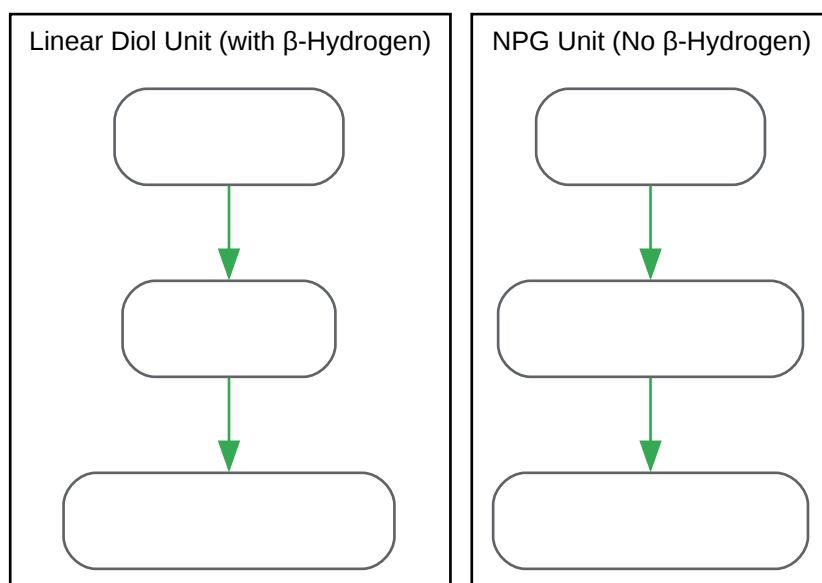 Linear Diol Unit (with β-Hydrogen)
NPG Unit (No β-Hydrogen)